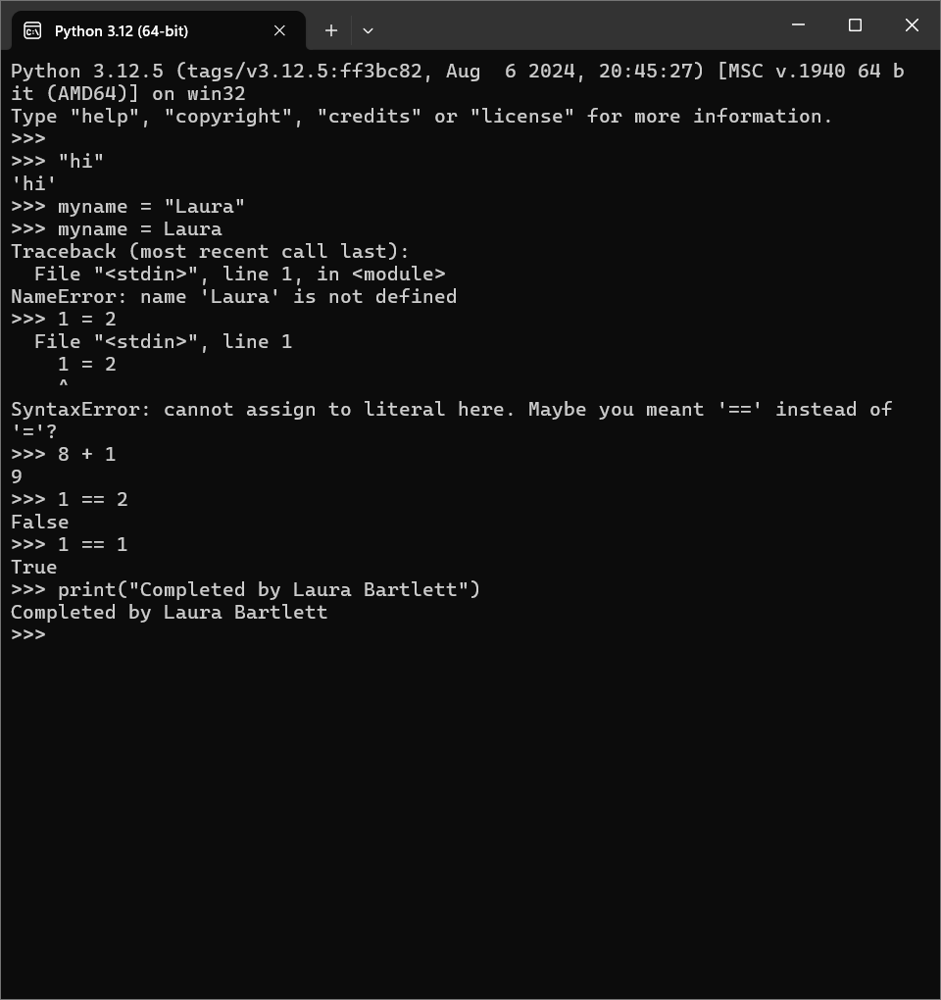 Python 3.12 (64-bit)
Python 3.12.5 (tags/v3.12.5:ff3bc82, Aug  6 2024, 20:45:27) [MSC v.1940 64 b
it (AMD64)] on win32
Type "help", "copyright", "credits" or "license" for more information.
>>>
>>> "hi"
'hi'
>>> myname = "Laura"
>>> myname = Laura
Traceback (most recent call last):
  File "<stdin>", line 1, in <module>
NameError: name 'Laura' is not defined
>>> 1 = 2
  File "<stdin>", line 1
    1 = 2
    ^
SyntaxError: cannot assign to literal here. Maybe you meant '==' instead of
'='?
>>> 8 + 1
9
>>> 1 == 2
False
>>> 1 == 1
True
>>> print("Completed by Laura Bartlett")
Completed by Laura Bartlett
>>>